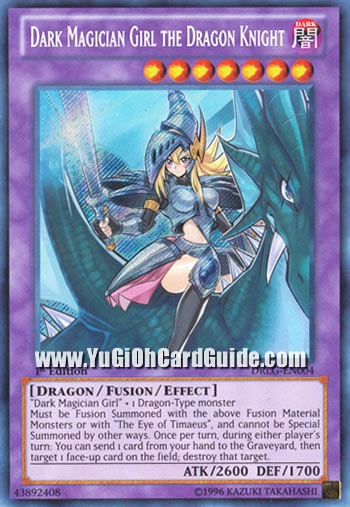 Dark Magician Girl the Dragon Knight
DARK
闇
www.YuGiOhCardGuide.com
1st Edition
DRLG-EN004
[Dragon/Fusion/Effect]
"Dark Magician Girl" + 1 Dragon-Type monster
Must be Fusion Summoned with the above Fusion Material
Monsters or with "The Eye of Timaeus", and cannot be Special
Summoned by other ways. Once per turn, during either player's
turn: You can send 1 card from your hand to the Graveyard, then
target 1 face-up card on the field; destroy that target.
ATK/2600 DEF/1700
43892408
©1996 KAZUKI TAKAHASHI